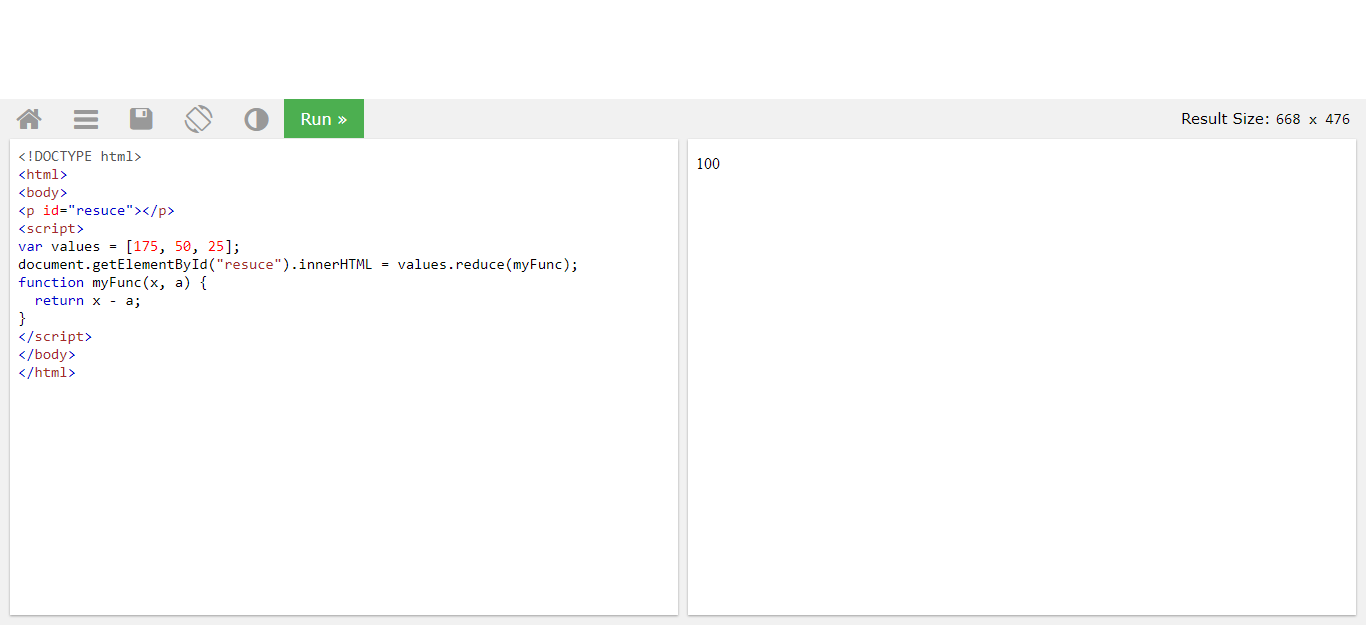 Run »
Result Size: 668 x 476
<!DOCTYPE html>
<html>
<body>
<p id="resuce"></p>
<script>
var values = [175, 50, 25];
document.getElementById("resuce").innerHTML = values.reduce(myFunc);
function myFunc(x, a) {
  return x - a;
}
</script>
</body>
</html>
100